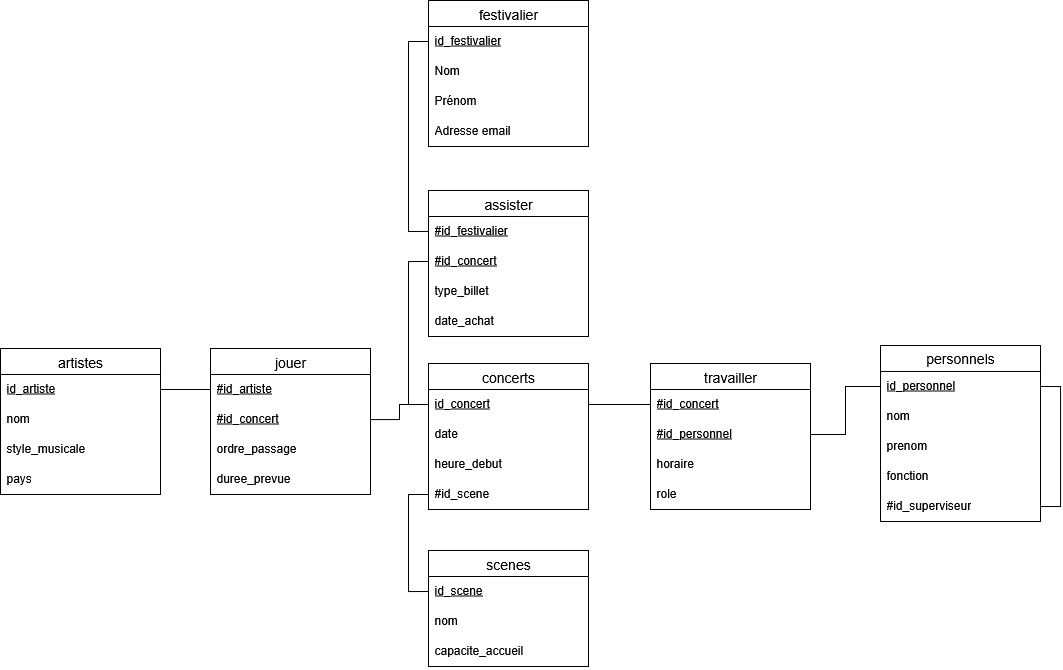 festivalier
id_festivalier
Nom
Prénom
Adresse email
assister
#id_festivalier
#id_concert
type_billet
date_achat
artistes
id_artiste
nom
style_musicale
pays
jouer
#id_artiste
#id_concert
ordre_passage
duree_prevue
concerts
id_concert
date
heure_debut
#id_scene
travailler
#id_concert
#id_personnel
horaire
role
personnels
id_personnel
nom
prenom
fonction
#id_superviseur
scenes
id_scene
nom
capacite_accueil